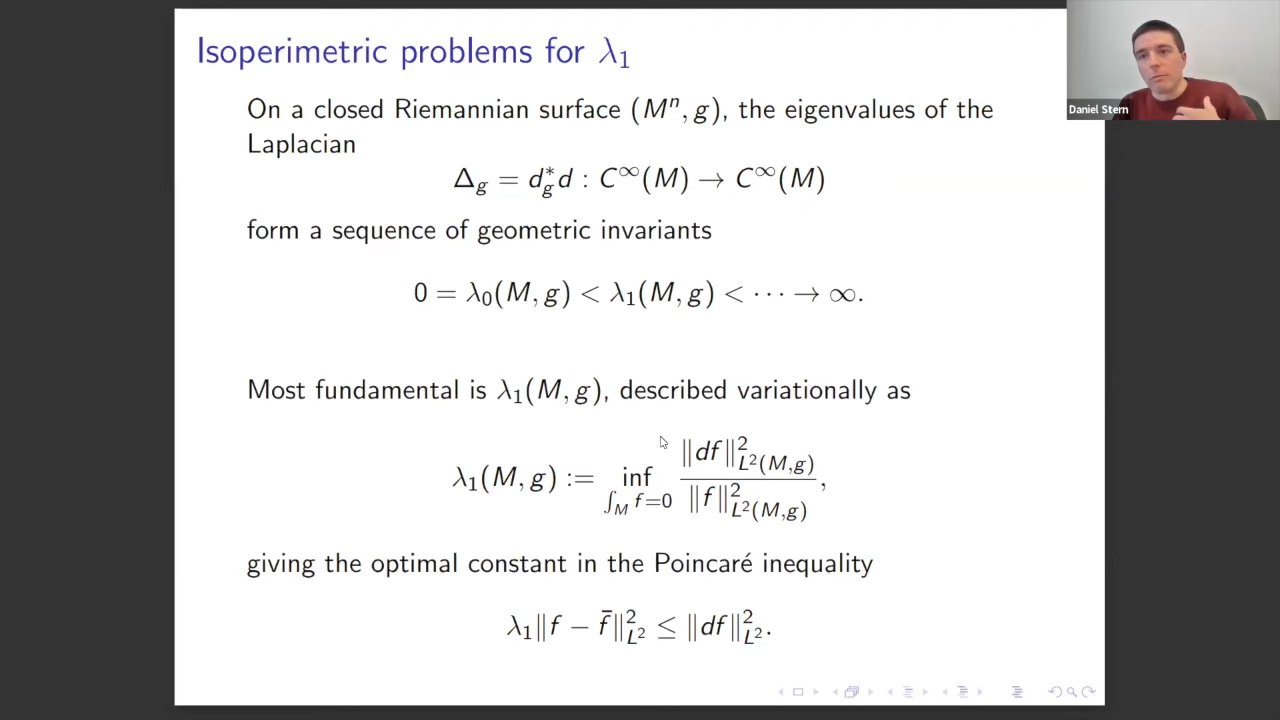 Isoperimetric problems for λ₁
On a closed Riemannian surface (Mⁿ, g), the eigenvalues of the
Laplacian
Δ_g = d*_g d : C^∞(M) → C^∞(M)
form a sequence of geometric invariants
0 = λ₀(M, g) < λ₁(M, g) < ··· → ∞.
Most fundamental is λ₁(M, g), described variationally as
λ₁(M, g) := inf_{∫_M f=0} ‖df‖²_{L²(M,g)} / ‖f‖²_{L²(M,g)},
giving the optimal constant in the Poincaré inequality
λ₁‖f − f̄‖²_{L²} ≤ ‖df‖²_{L²}.
Daniel Stern